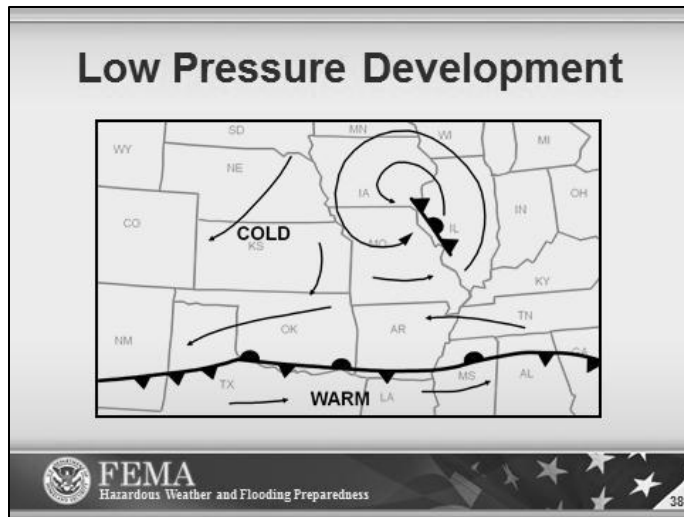 Low Pressure Development
SD
MN
WI
MI
WY
NE
IA
OH
IL
IN
CO
COLD
KS
MO
KY
TN
OK
AR
NM
GA
TX
MS
AL
WARM
LA
FEMA
Hazardous Weather and Flooding Preparedness
38